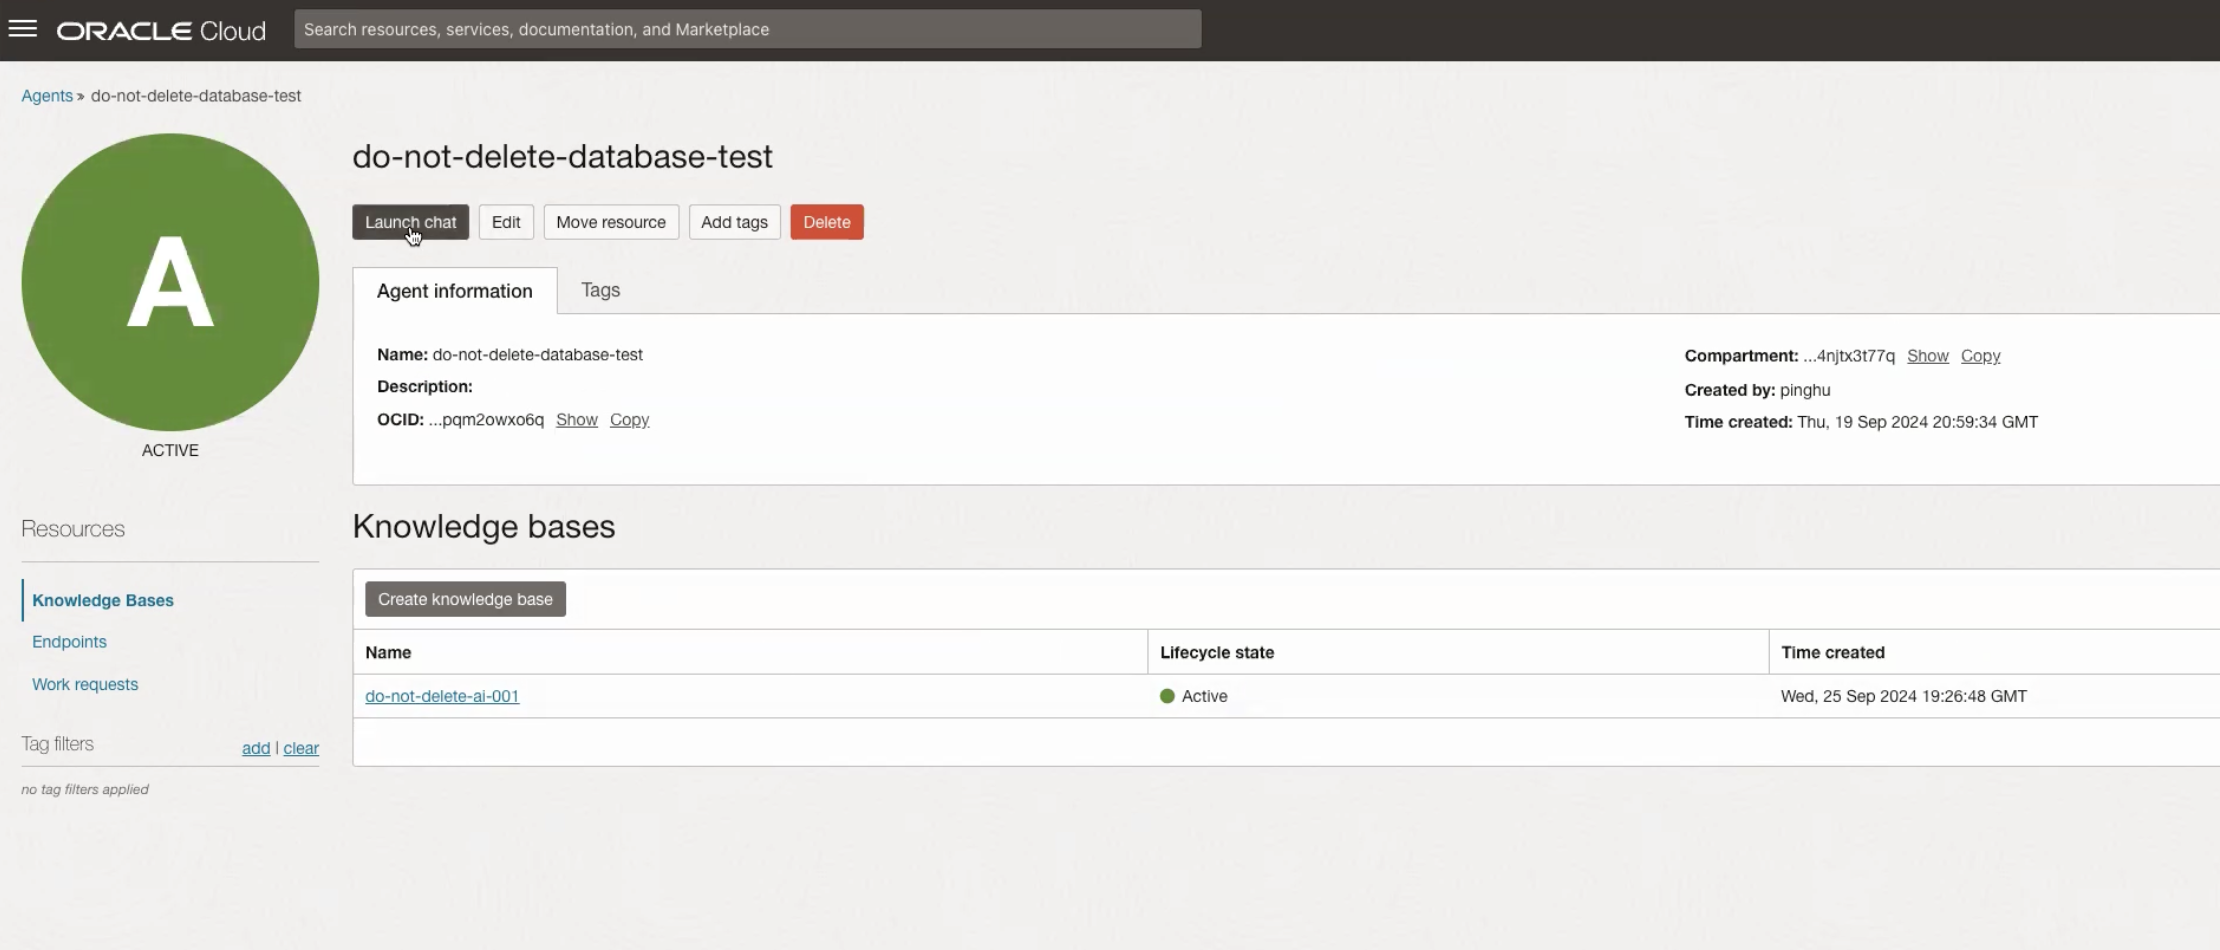 ORACLE Cloud
Search resources, services, documentation, and Marketplace
Agents » do-not-delete-database-test
A
ACTIVE
do-not-delete-database-test
Launch chat Edit Move resource Add tags Delete
Agent information Tags
Name: do-not-delete-database-test
Description:
OCID: ...pqm2owxo6q Show Copy
Compartment: ...4njtx3t77q Show Copy
Created by: pinghu
Time created: Thu, 19 Sep 2024 20:59:34 GMT
Resources
Knowledge Bases
Endpoints
Work requests
Tag filters add | clear
no tag filters applied
Knowledge bases
Create knowledge base
Name Lifecycle state Time created
do-not-delete-ai-001 Active Wed, 25 Sep 2024 19:26:48 GMT